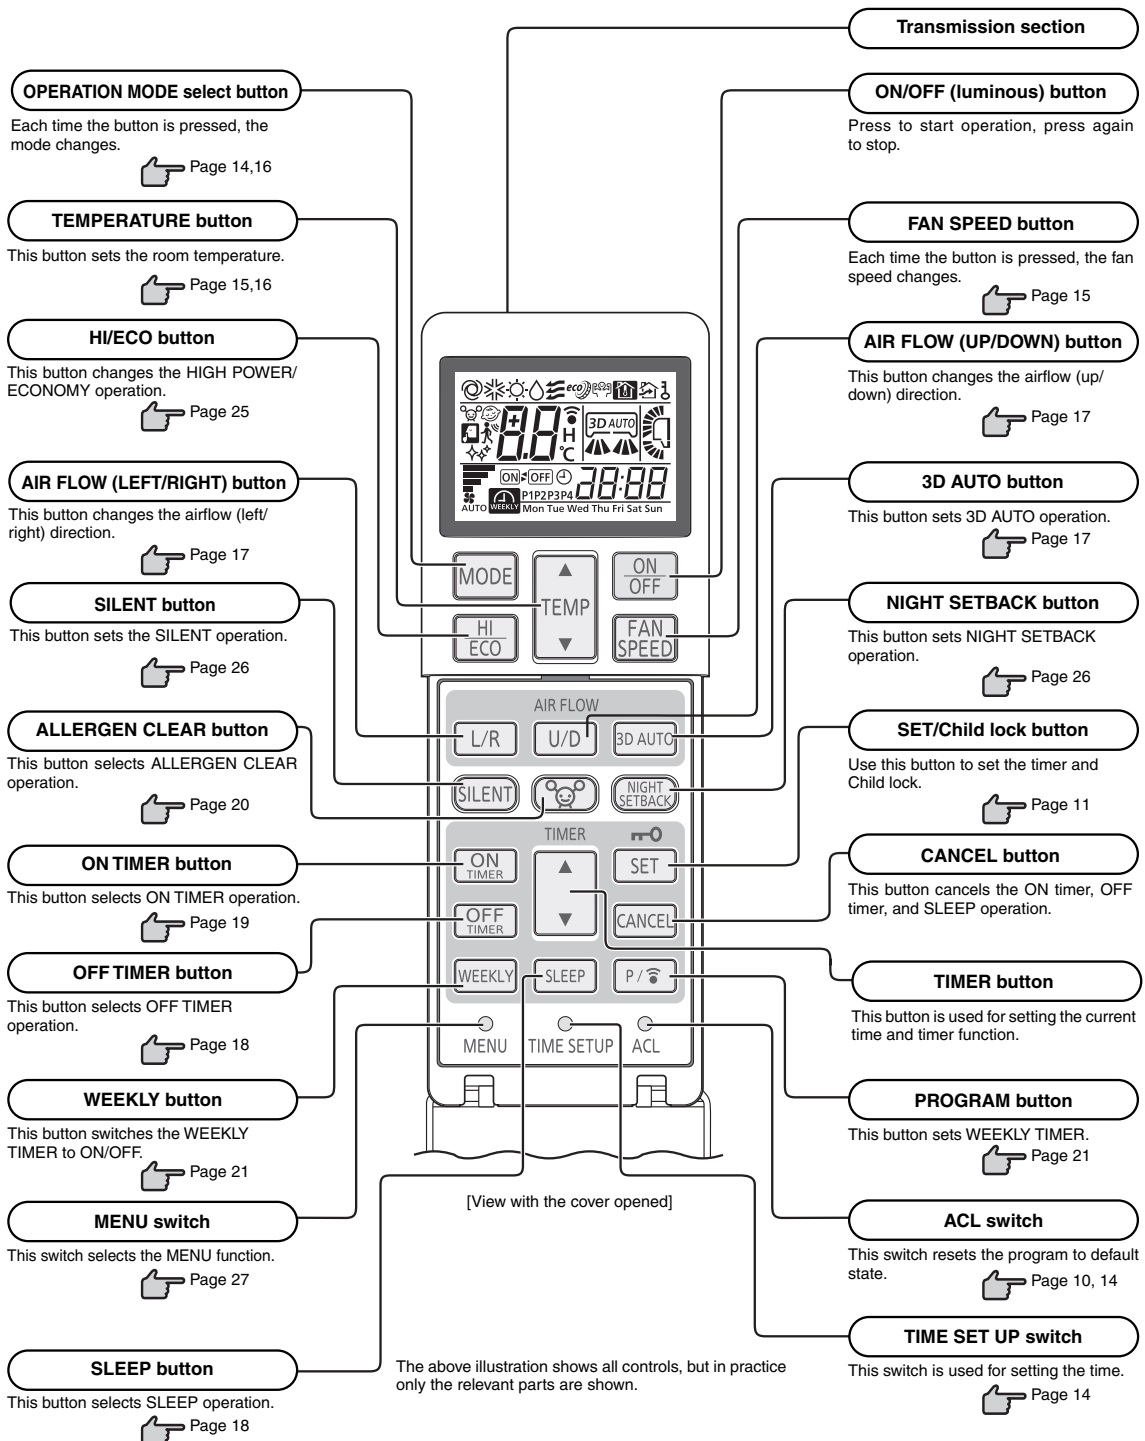 Transmission section
OPERATION MODE select button
Each time the button is pressed, the
mode changes.
Page 14,16
TEMPERATURE button
This button sets the room temperature.
Page 15,16
HI/ECO button
This button changes the HIGH POWER/
ECONOMY operation.
Page 25
AIR FLOW (LEFT/RIGHT) button
This button changes the airflow (left/
right) direction.
Page 17
SILENT button
This button sets the SILENT operation.
Page 26
ALLERGEN CLEAR button
This button selects ALLERGEN CLEAR
operation.
Page 20
ON TIMER button
This button selects ON TIMER operation.
Page 19
OFF TIMER button
This button selects OFF TIMER
operation.
Page 18
WEEKLY button
This button switches the WEEKLY
TIMER to ON/OFF.
Page 21
MENU switch
This switch selects the MENU function.
Page 27
SLEEP button
This button selects SLEEP operation.
Page 18
eco
8.8
H
°C
3D AUTO
ON OFF
d8:88
AUTO WEEKLY P1P2P3P4
Mon Tue Wed Thu Fri Sat Sun
MODE
TEMP
ON
OFF
HI
ECO
FAN
SPEED
AIR FLOW
L/R U/D 3D AUTO
SILENT
NIGHT
SETBACK
TIMER
ON
TIMER
SET
OFF
TIMER
CANCEL
WEEKLY SLEEP P/
MENU TIME SETUP ACL
[View with the cover opened]
The above illustration shows all controls, but in practice
only the relevant parts are shown.
ON/OFF (luminous) button
Press to start operation, press again
to stop.
FAN SPEED button
Each time the button is pressed, the fan
speed changes.
Page 15
AIR FLOW (UP/DOWN) button
This button changes the airflow (up/
down) direction.
Page 17
3D AUTO button
This button sets 3D AUTO operation.
Page 17
NIGHT SETBACK button
This button sets NIGHT SETBACK
operation.
Page 26
SET/Child lock button
Use this button to set the timer and
Child lock.
Page 11
CANCEL button
This button cancels the ON timer, OFF
timer, and SLEEP operation.
TIMER button
This button is used for setting the current
time and timer function.
PROGRAM button
This button sets WEEKLY TIMER.
Page 21
ACL switch
This switch resets the program to default
state.
Page 10, 14
TIME SET UP switch
This switch is used for setting the time.
Page 14